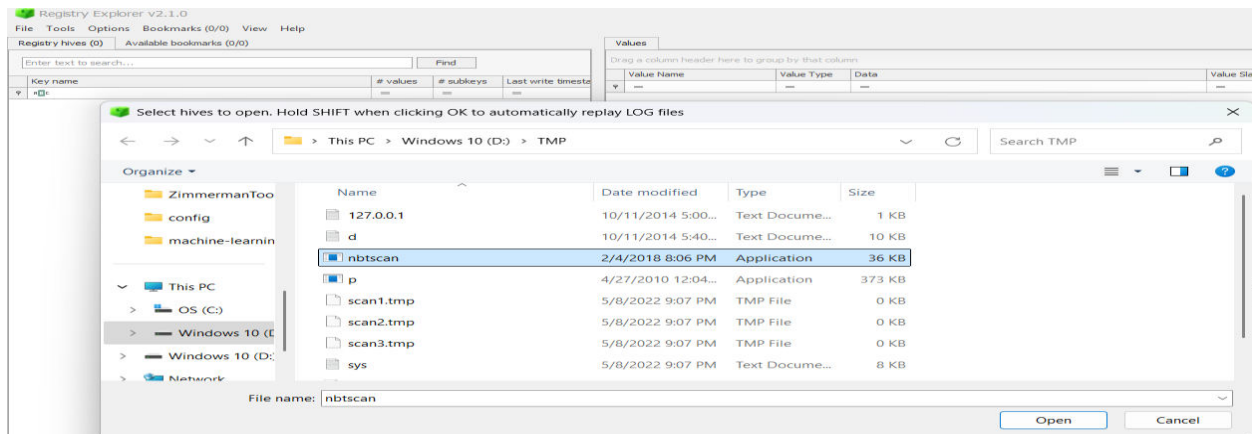 Registry Explorer v2.1.0
File Tools Options Bookmarks (0/0) View Help
Registry hives (0) Available bookmarks (0/0) Values
Enter text to search... Find Drag a column header here to group by that column
Key name # values # subkeys Last write timesta Value Name Value Type Data Value Sla
Select hives to open. Hold SHIFT when clicking OK to automatically replay LOG files
This PC > Windows 10 (D:) > TMP Search TMP
Organize
Name Date modified Type Size
ZimmermanToo
config
machine-learnin
This PC
OS (C:)
Windows 10 (D
Windows 10 (D:
Network
127.0.0.1 10/11/2014 5:00... Text Docume... 1 KB
d 10/11/2014 5:40... Text Docume... 10 KB
nbtscan 2/4/2018 8:06 PM Application 36 KB
p 4/27/2010 12:04... Application 373 KB
scan1.tmp 5/8/2022 9:07 PM TMP File 0 KB
scan2.tmp 5/8/2022 9:07 PM TMP File 0 KB
scan3.tmp 5/8/2022 9:07 PM TMP File 0 KB
sys 5/8/2022 9:07 PM Text Docume... 8 KB
File name: nbtscan
Open Cancel